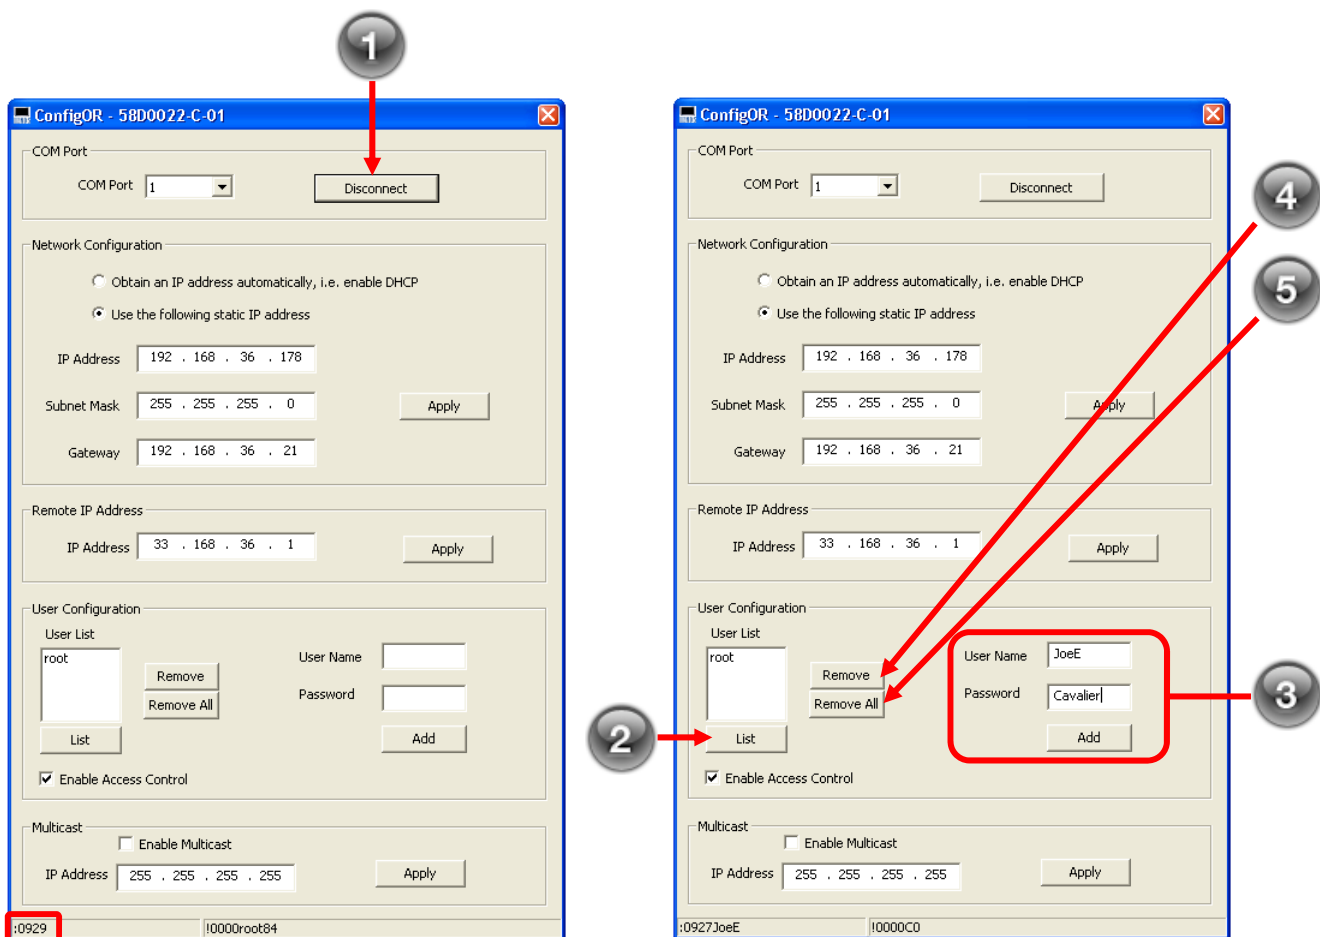 1
ConfigOR - 58D0022-C-01
COM Port
COM Port 1 Disconnect
Network Configuration
Obtain an IP address automatically, i.e. enable DHCP
Use the following static IP address
IP Address 192 . 168 . 36 . 178
Subnet Mask 255 . 255 . 255 . 0 Apply
Gateway 192 . 168 . 36 . 21
Remote IP Address
IP Address 33 . 168 . 36 . 1 Apply
User Configuration
User List
root
Remove
Remove All
List
User Name
Password
Add
Enable Access Control
Multicast
Enable Multicast
IP Address 255 . 255 . 255 . 255 Apply
:0929 !0000root84
ConfigOR - 58D0022-C-01
COM Port
COM Port 1 Disconnect
Network Configuration
Obtain an IP address automatically, i.e. enable DHCP
Use the following static IP address
IP Address 192 . 168 . 36 . 178
Subnet Mask 255 . 255 . 255 . 0 Apply
Gateway 192 . 168 . 36 . 21
Remote IP Address
IP Address 33 . 168 . 36 . 1 Apply
User Configuration
User List
root
Remove
Remove All
List
User Name JoeE
Password Cavalier
Add
Enable Access Control
Multicast
Enable Multicast
IP Address 255 . 255 . 255 . 255 Apply
:0927JoeE !0000C0
4
5
3
2